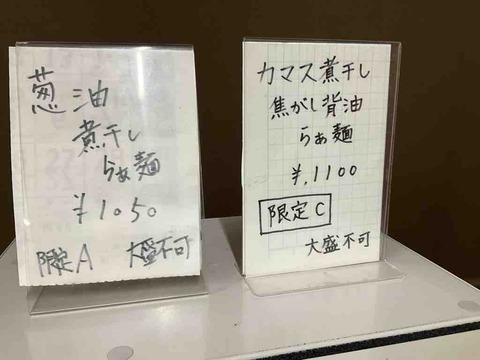 葱油
煮干し
らぁ麺
¥1050
限定A 大盛不可
カマス煮干し
焦がし背油
らぁ麺
¥,1100
限定C
大盛不可